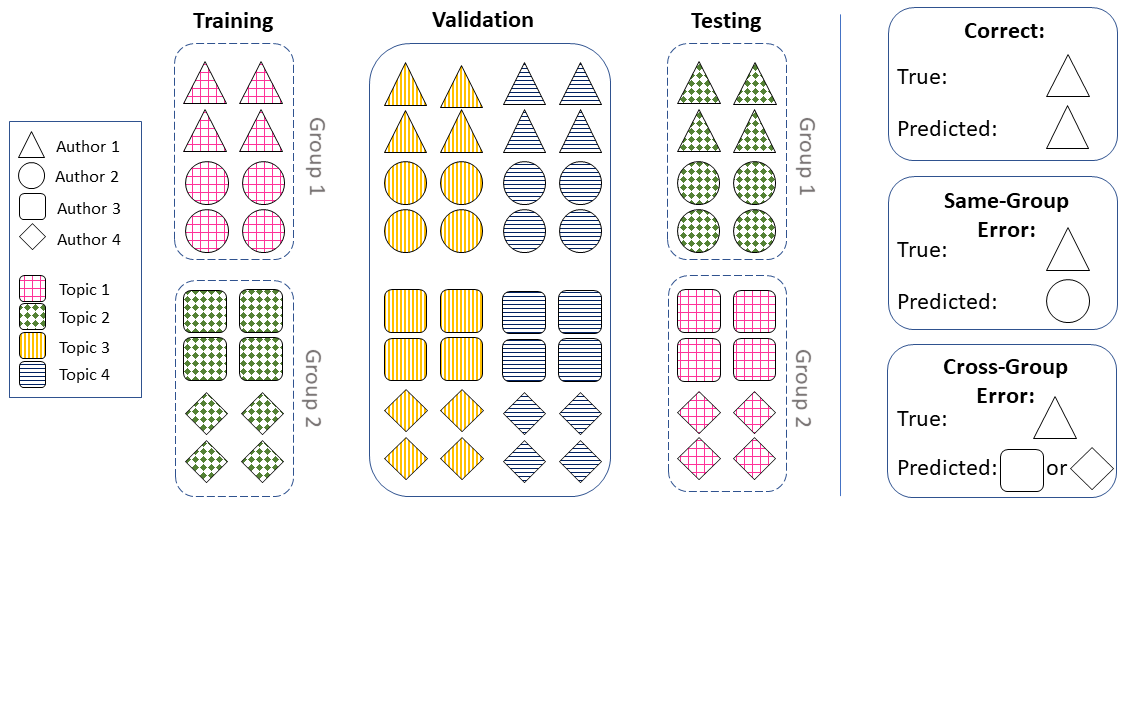 Training
Validation
Testing
Author 1
Author 2
Author 3
Author 4
Topic 1
Topic 2
Topic 3
Topic 4
Group 1
Group 2
Group 1
Group 2
Correct:
True:
Predicted:
Same-Group
Error:
True:
Predicted:
Cross-Group
Error:
True:
Predicted: or